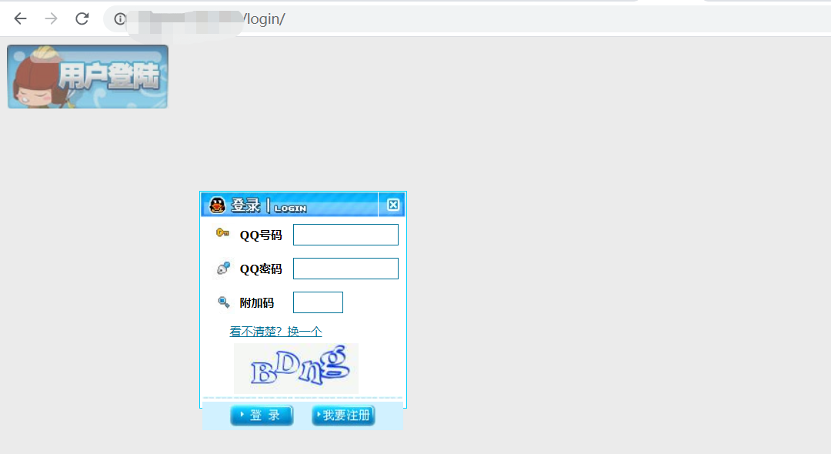 /login/
用户登陆
登录 | LOGIN
QQ号码
QQ密码
附加码
看不清楚？换一个
BDng
登 录
我要注册